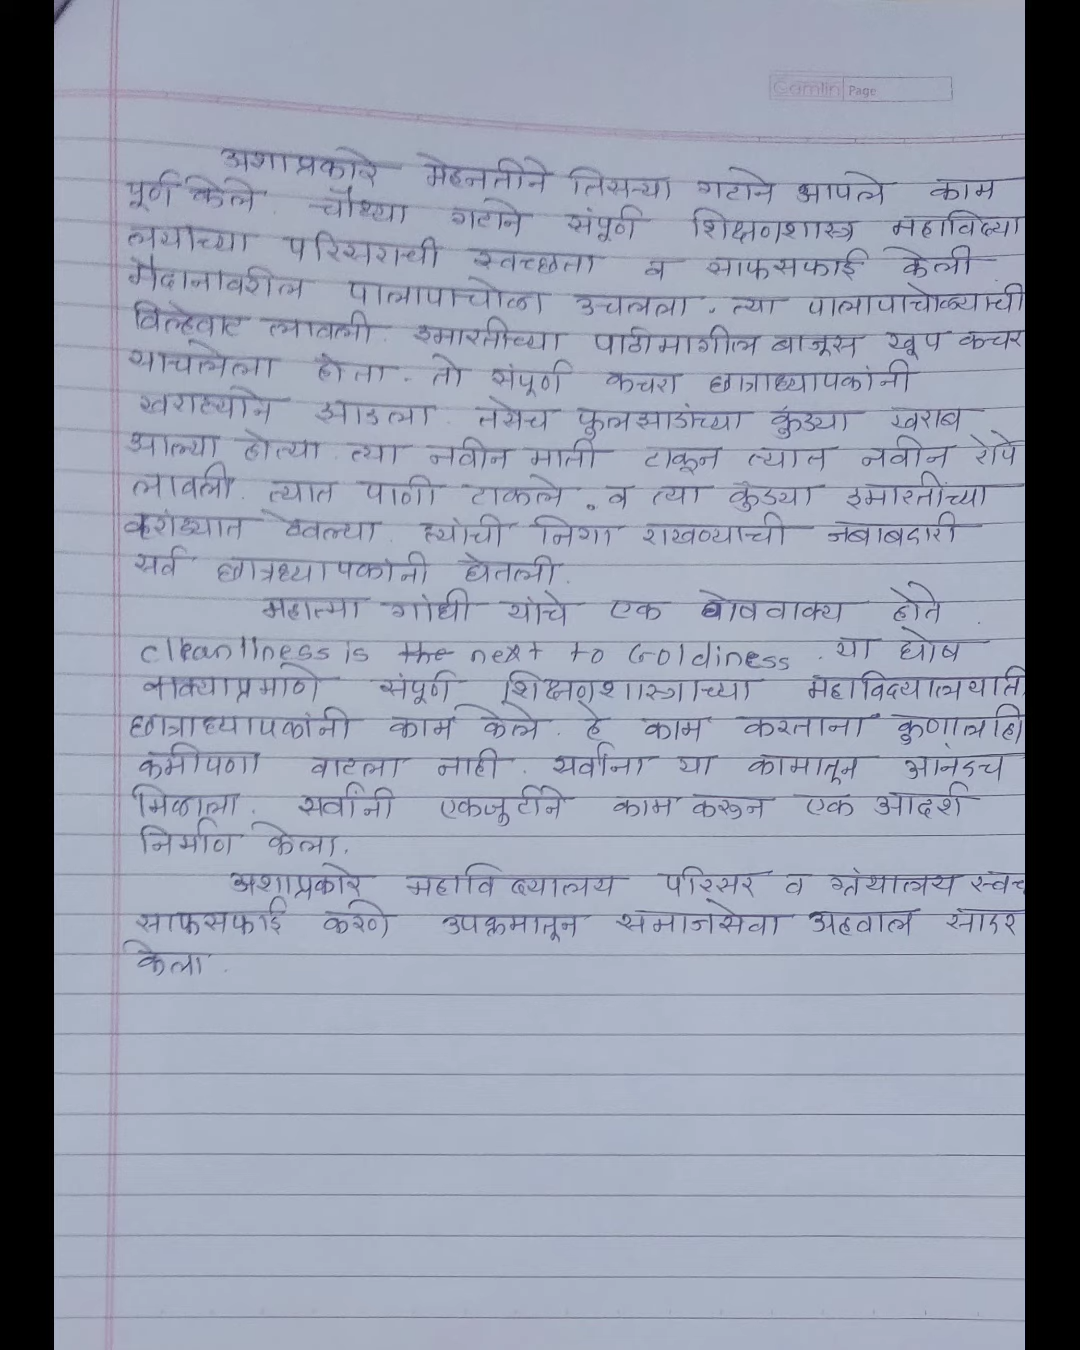 Camlin Page
अशाप्रकारे मेहनतीने तिसऱ्या गटाने आपले काम
पूर्ण केले. चौथ्या गटाने संपूर्ण शिक्षणशास्त्र महाविद्या
लयाच्या परिसराची स्वच्छता व साफसफाई केली
मैदानावरील पालापाचोळा उचलला. त्या पालापाचोळ्याची
विल्हेवाट लावली. इमारतीच्या पाठीमागील बाजूस खूप कचर
साचलेला होता. तो संपूर्ण कचरा छात्राध्यापकांनी
खराट्याने झाडला. तसेच फुलझाडांच्या कुंड्या खराब
झाल्या होत्या. त्या नवीन माती टाकून त्यात नवीन रोपे
लावली. त्यात पाणी टाकले. व त्या कुंड्या इमारतीच्या
वरांड्यात ठेवल्या. त्यांची निगा राखण्याची जबाबदारी
सर्व छात्रध्यापकांनी घेतली.
महात्मा गांधी यांचे एक घोषवाक्य होते.
cleanliness is the next to Goldiness. या घोष
वाक्याप्रमाणे संपूर्ण शिक्षणशास्त्राच्या महाविद्यालयाती
छात्राध्यापकांनी काम केले. हे काम करताना कुणालाही
कमीपणा वाटला नाही. सर्वांना या कामातून आनंदच
मिळाला. सर्वांनी एकजुटीने काम करून एक आदर्श
निर्माण केला.
अशाप्रकारे महाविद्यालय परिसर व ग्रंथालय स्वच
साफसफाई करणे उपक्रमातून समाजसेवा अहवाल सादर
केला.